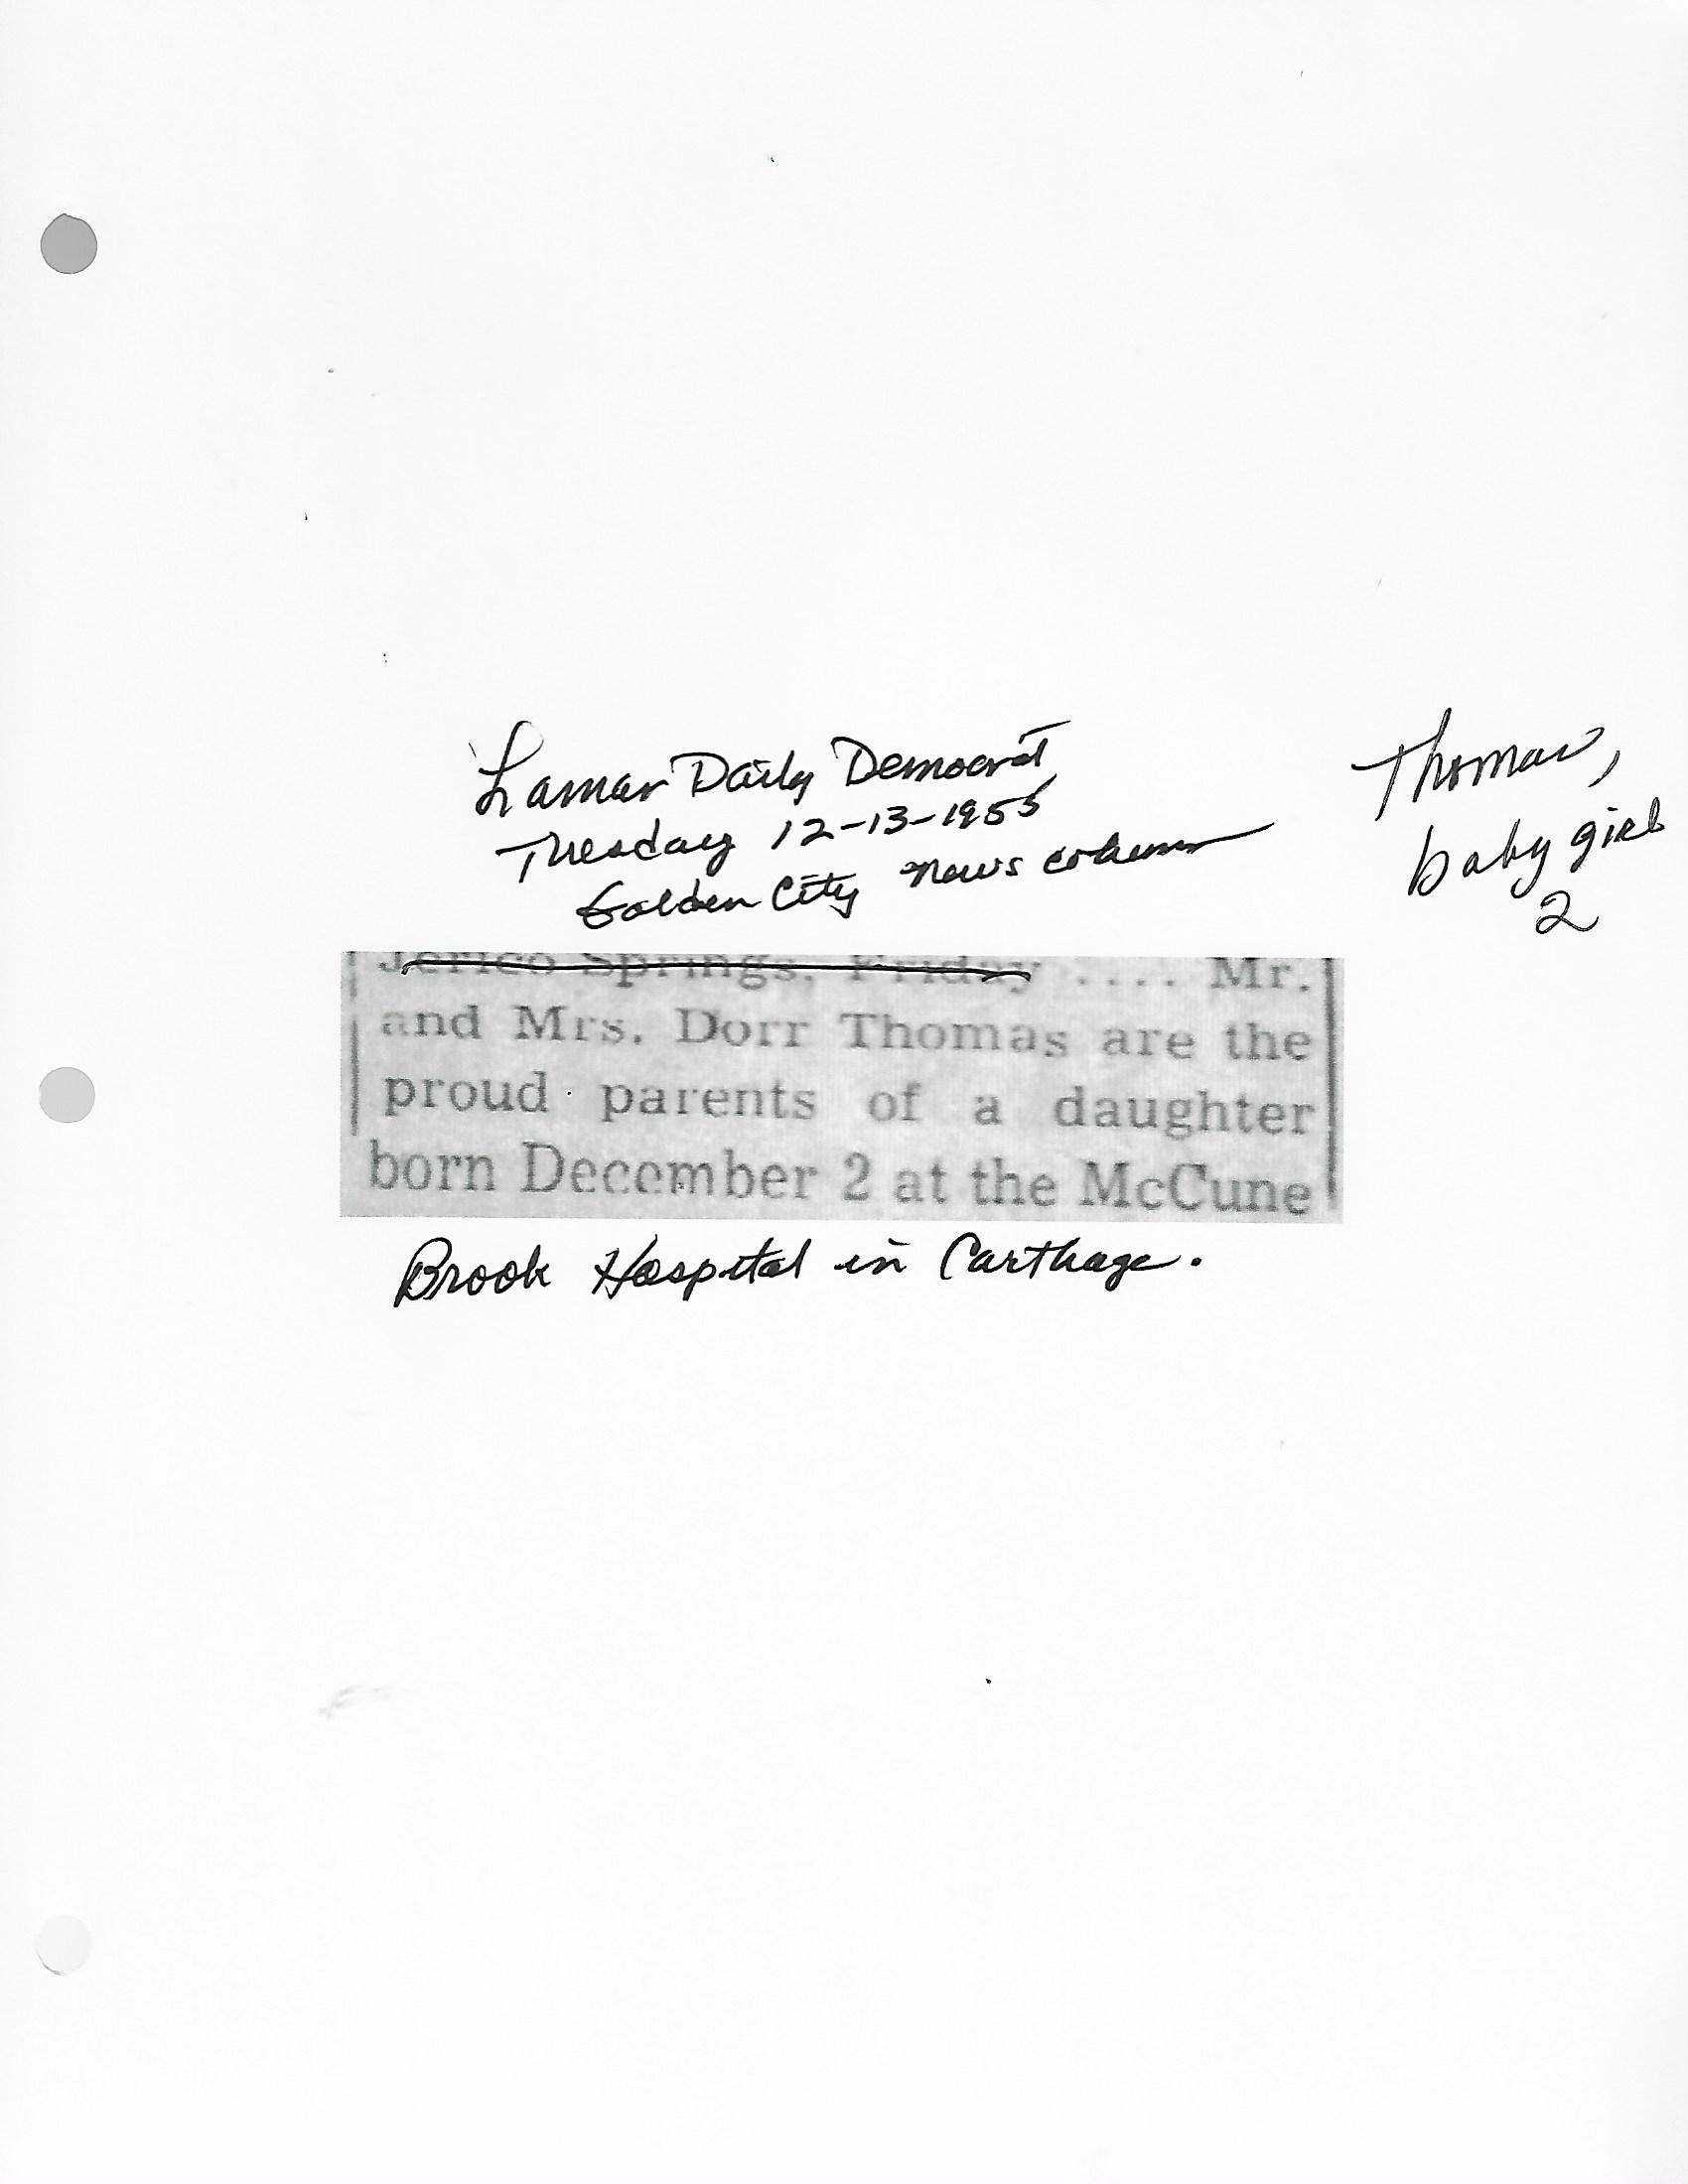 Lamar Daily Democrat
Tuesday 12-13-1955
Golden City News column
Thomas,
baby girl
2
Jerico Springs, Friday .... Mr.
and Mrs. Dorr Thomas are the
proud parents of a daughter
born December 2 at the McCune
Brook Hospital in Carthage.